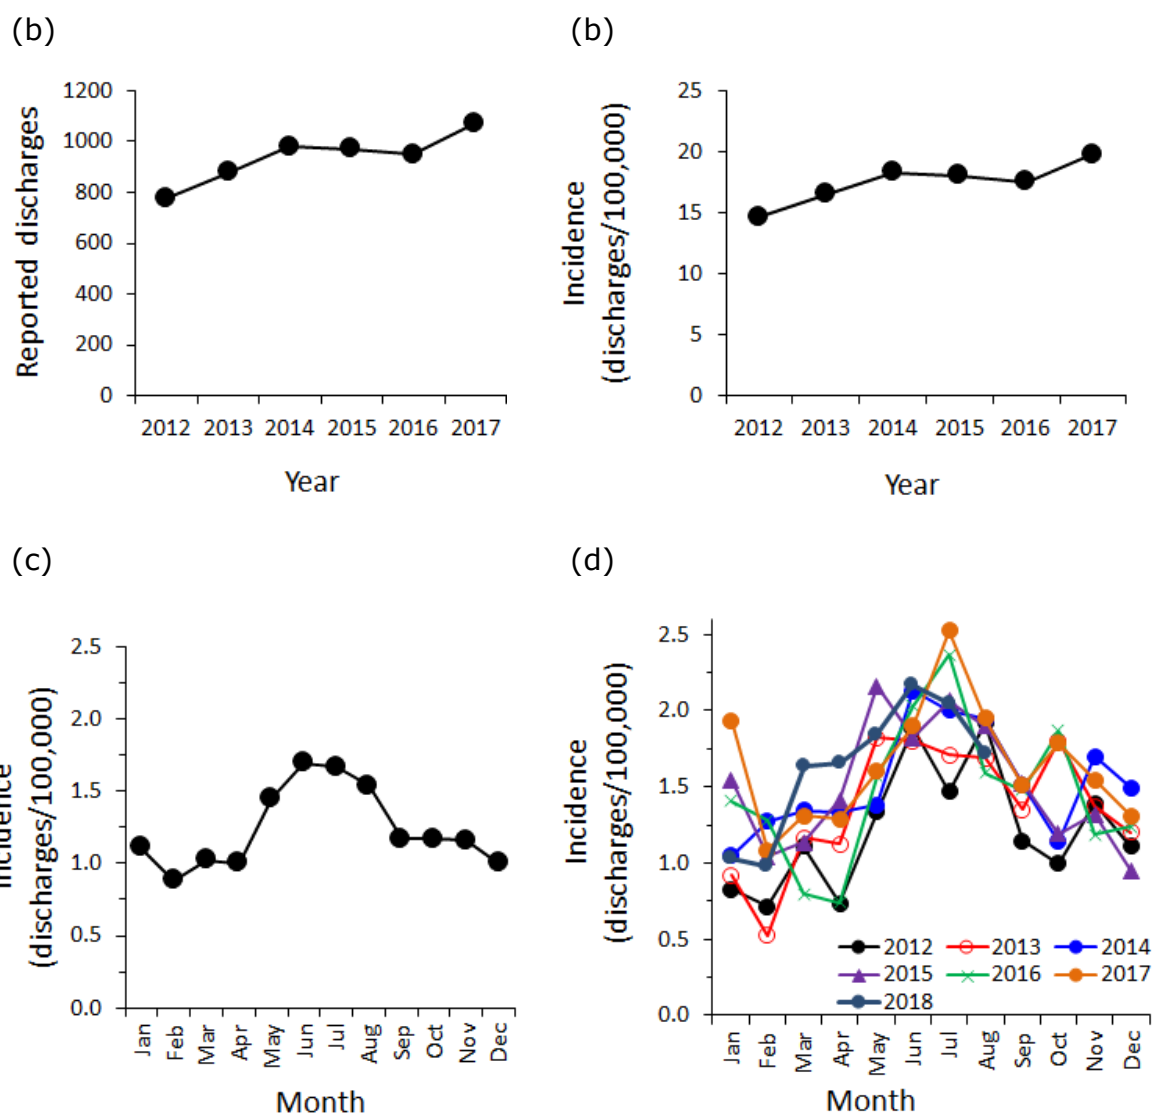 (b)
Reported discharges
1200
1000
800
600
400
200
0
2012 2013 2014 2015 2016 2017
Year
(b)
Incidence
(discharges/100,000)
25
20
15
10
5
0
2012 2013 2014 2015 2016 2017
Year
(c)
Incidence
(discharges/100,000)
2.5
2.0
1.5
1.0
0.5
0.0
Jan Feb Mar Apr May Jun Jul Aug Sep Oct Nov Dec
Month
(d)
Incidence
(discharges/100,000)
2.5
2.0
1.5
1.0
0.5
0.0
2012 2013 2014
2015 2016 2017
2018
Jan Feb Mar Apr May Jun Jul Aug Sep Oct Nov Dec
Month